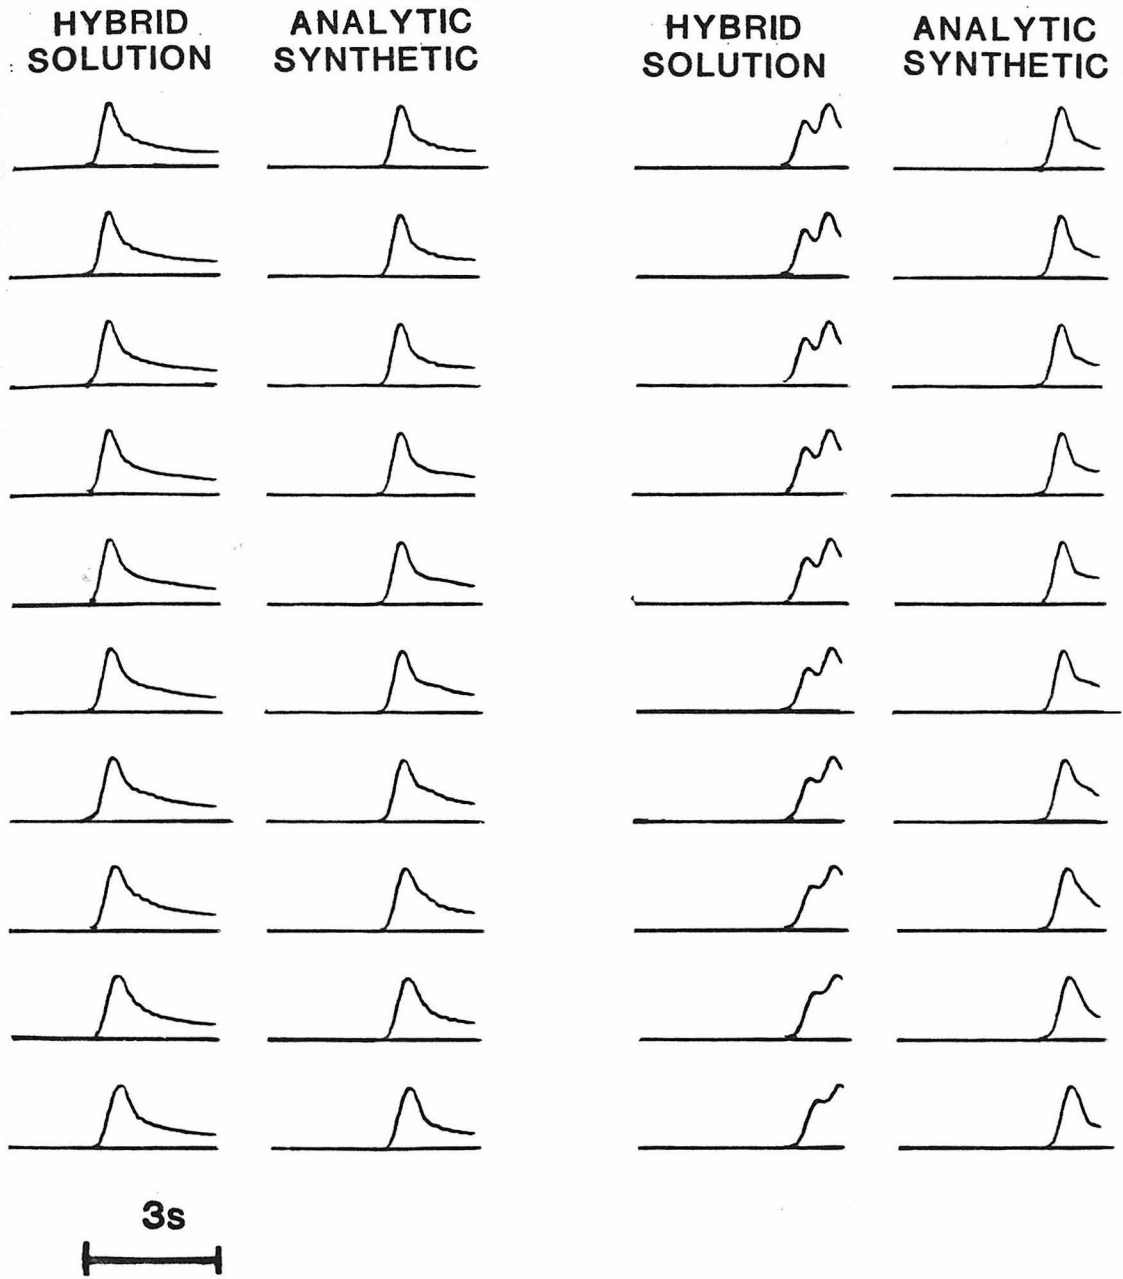 HYBRID
SOLUTION
ANALYTIC
SYNTHETIC
HYBRID
SOLUTION
ANALYTIC
SYNTHETIC
3s